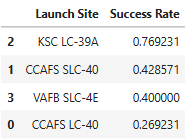 Launch Site Success Rate
2 KSC LC-39A 0.769231
1 CCAFS SLC-40 0.428571
3 VAFB SLC-4E 0.400000
0 CCAFS LC-40 0.269231